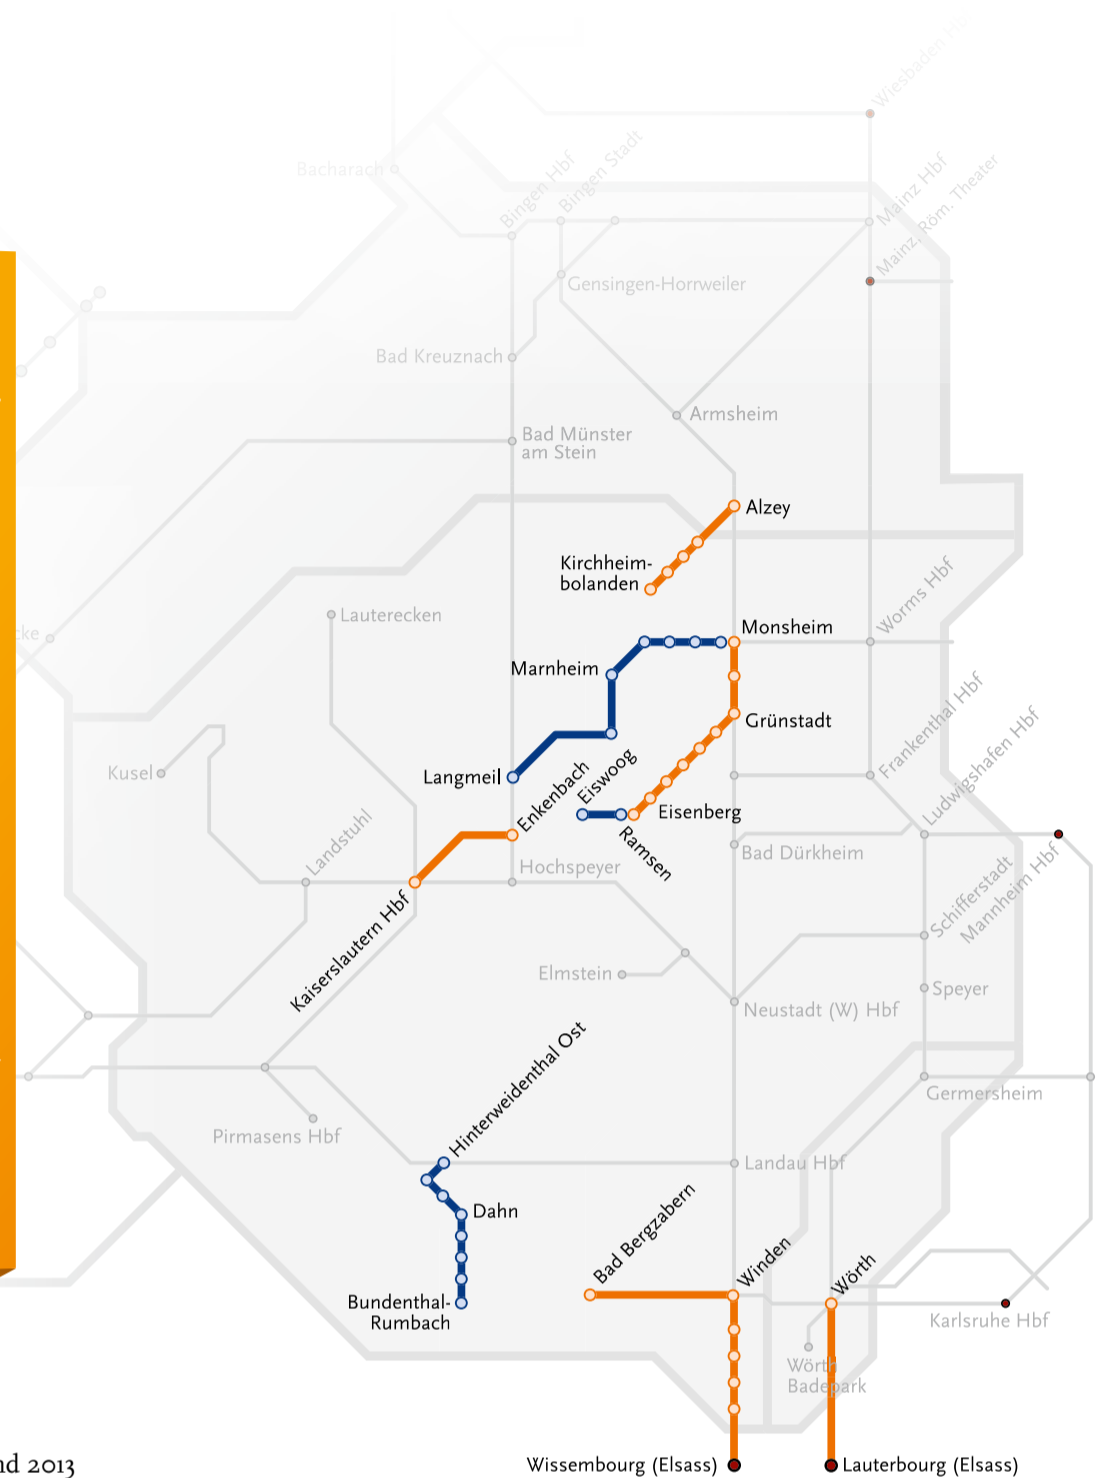 Wiesbaden Hbf
Bacharach
Bingen Hbf
Bingen Stadt
Mainz Hbf
Mainz, Röm. Theater
Gensingen-Horrweiler
Bad Kreuznach
Armsheim
Bad Münster
am Stein
Alzey
Kirchheim-
bolanden
Worms Hbf
Lauterecken
Monsheim
cke
Marnheim
Frankenthal Hbf
Grünstadt
Ludwigshafen Hbf
Kusel
Langmeil
Enkenbach
Eiswoog
Eisenberg
Ramsen
Landstuhl
Bad Dürkheim
Hochspeyer
Schifferstadt
Mannheim Hbf
Kaiserslautern Hbf
Elmstein
Speyer
Neustadt (W) Hbf
Hinterweidenthal Ost
Germersheim
Pirmasens Hbf
Landau Hbf
Dahn
Bad Bergzabern
Winden
Wörth
Bundenthal-
Rumbach
Karlsruhe Hbf
Wörth
Badepark
nd 2013
Wissembourg (Elsass)
Lauterbourg (Elsass)